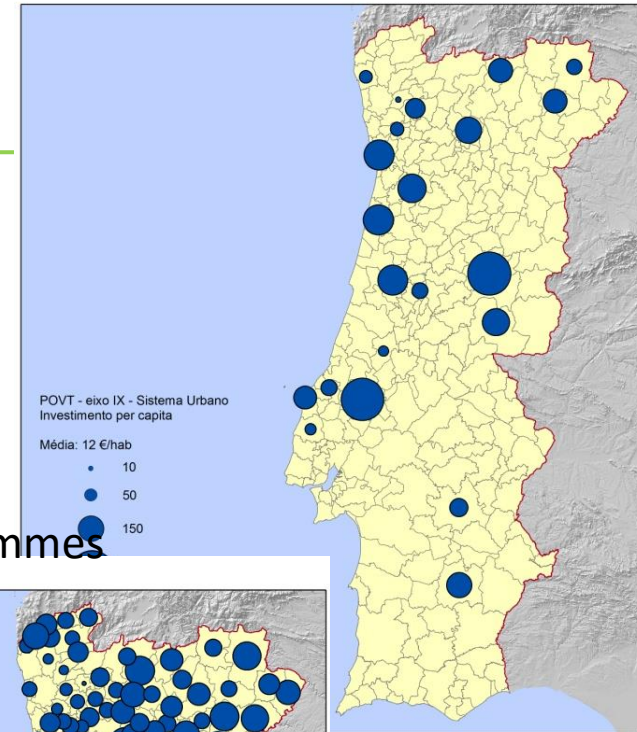 POVT - eixo IX - Sistema Urbano
Investimento per capita
Média: 12 €/hab
10
50
150
mmes